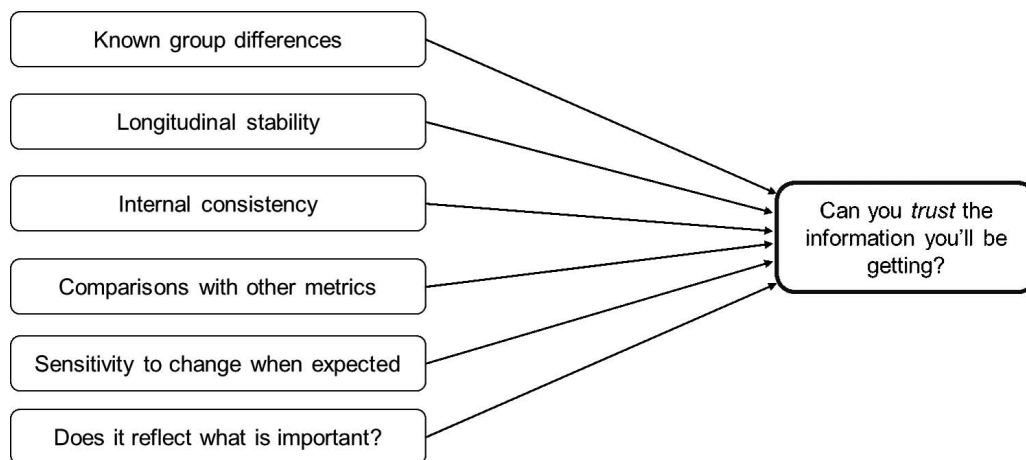 Known group differences
Longitudinal stability
Internal consistency
Comparisons with other metrics
Sensitivity to change when expected
Does it reflect what is important?
Can you trust the
information you'll be
getting?